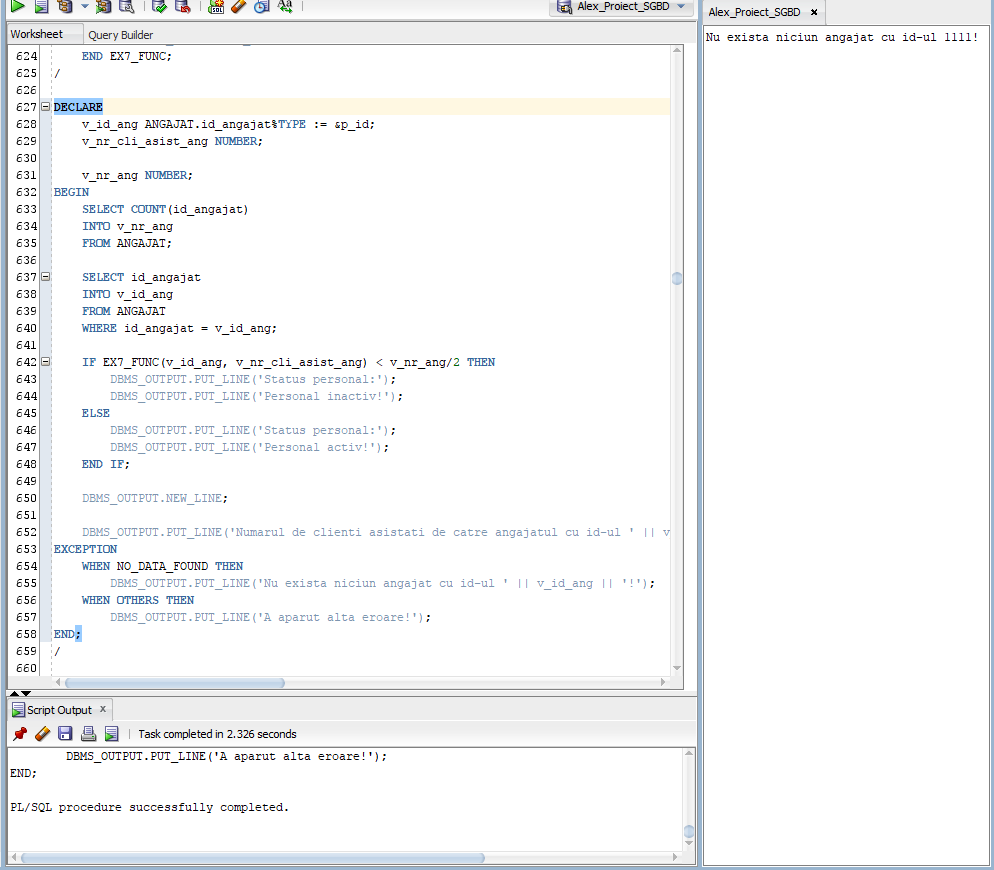 Alex_Proiect_SGBD
Worksheet Query Builder
624 END EX7_FUNC;
625 /
626
627 DECLARE
628 v_id_ang ANGAJAT.id_angajat%TYPE := &p_id;
629 v_nr_cli_asist_ang NUMBER;
630
631 v_nr_ang NUMBER;
632 BEGIN
633 SELECT COUNT(id_angajat)
634 INTO v_nr_ang
635 FROM ANGAJAT;
636
637 SELECT id_angajat
638 INTO v_id_ang
639 FROM ANGAJAT
640 WHERE id_angajat = v_id_ang;
641
642 IF EX7_FUNC(v_id_ang, v_nr_cli_asist_ang) < v_nr_ang/2 THEN
643 DBMS_OUTPUT.PUT_LINE('Status personal:');
644 DBMS_OUTPUT.PUT_LINE('Personal inactiv!');
645 ELSE
646 DBMS_OUTPUT.PUT_LINE('Status personal:');
647 DBMS_OUTPUT.PUT_LINE('Personal activ!');
648 END IF;
649
650 DBMS_OUTPUT.NEW_LINE;
651
652 DBMS_OUTPUT.PUT_LINE('Numarul de clienti asistati de catre angajatul cu id-ul ' || v
653 EXCEPTION
654 WHEN NO_DATA_FOUND THEN
655 DBMS_OUTPUT.PUT_LINE('Nu exista niciun angajat cu id-ul ' || v_id_ang || '!');
656 WHEN OTHERS THEN
657 DBMS_OUTPUT.PUT_LINE('A aparut alta eroare!');
658 END;
659 /
660
Script Output x
Task completed in 2.326 seconds
DBMS_OUTPUT.PUT_LINE('A aparut alta eroare!');
END;
PL/SQL procedure successfully completed.
Alex_Proiect_SGBD x
Nu exista niciun angajat cu id-ul 1111!